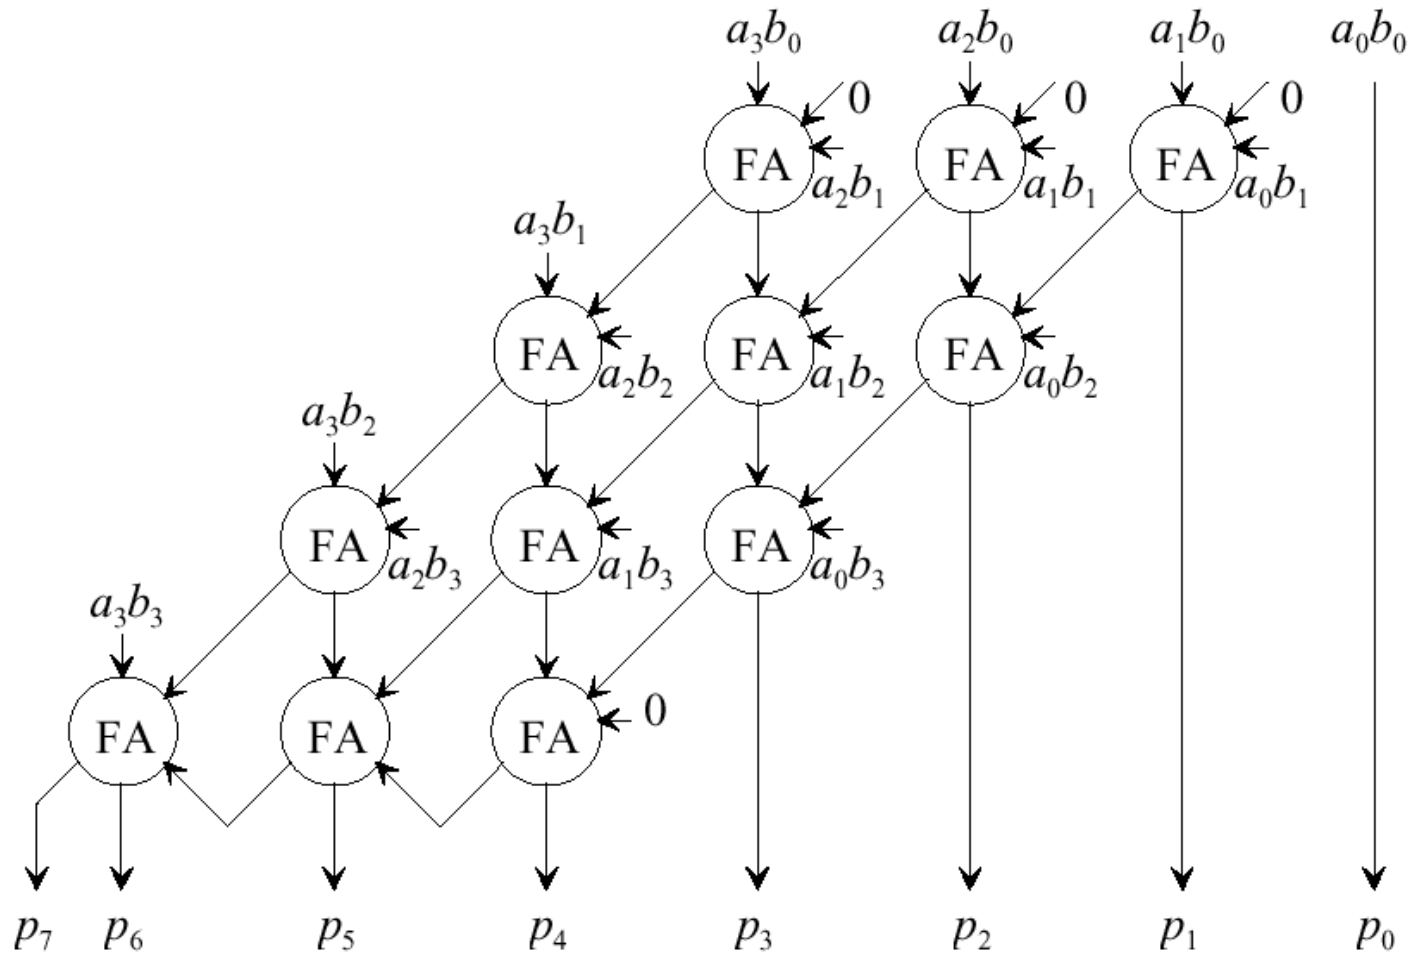 a₃b₀ a₂b₀ a₁b₀ a₀b₀
0 0 0
FA FA FA
a₂b₁ a₁b₁ a₀b₁
a₃b₁
FA FA FA
a₂b₂ a₁b₂ a₀b₂
a₃b₂
FA FA FA
a₂b₃ a₁b₃ a₀b₃
a₃b₃
0
FA FA FA
p₇ p₆ p₅ p₄ p₃ p₂ p₁ p₀